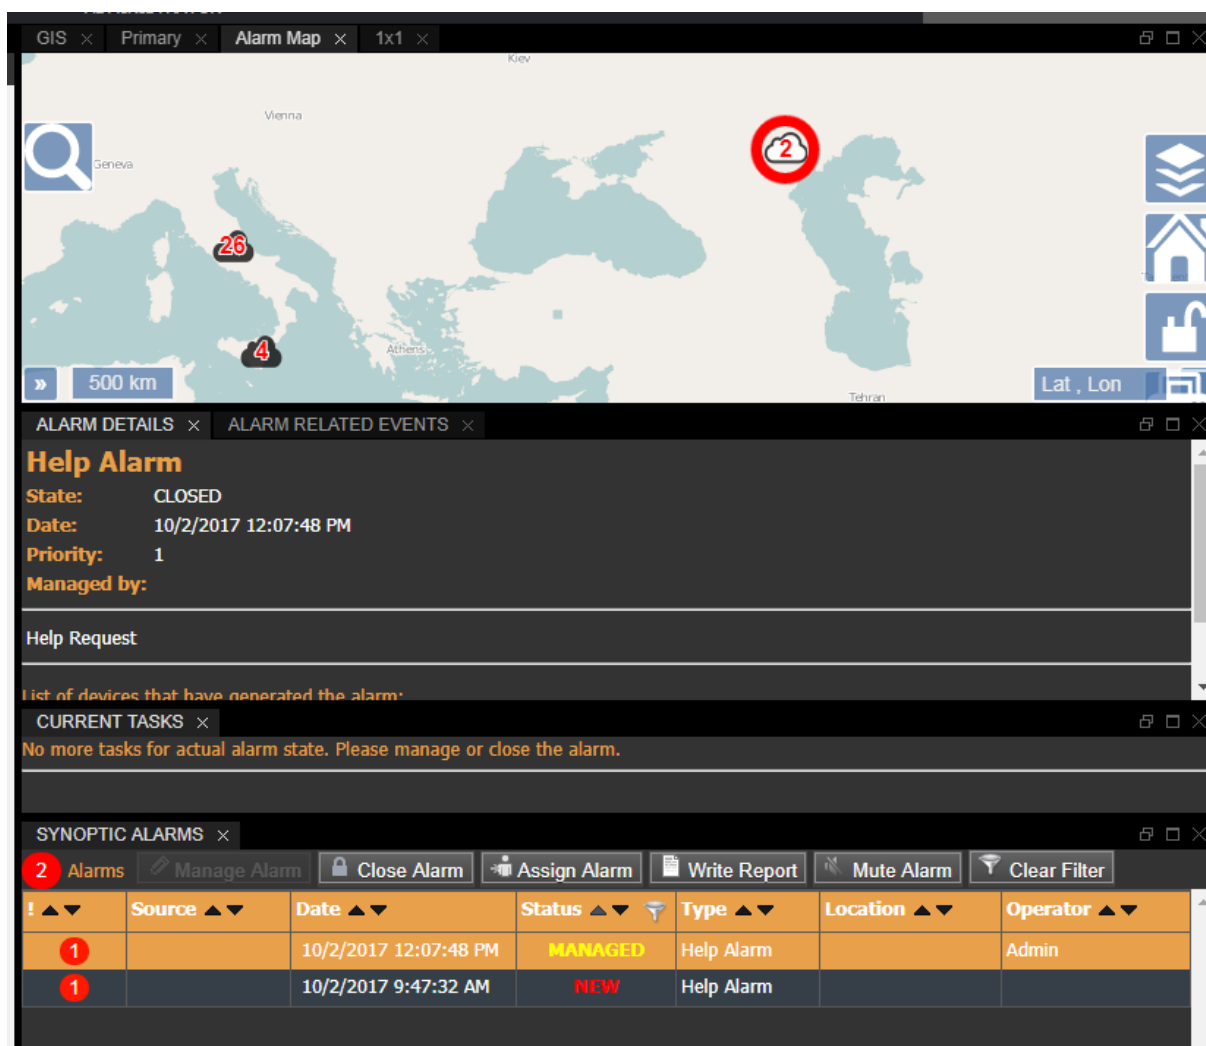 GIS Primary Alarm Map 1x1
Kiev
Vienna
Geneva
2
26
4
Athens
Tehran
» 500 km
Lat , Lon
ALARM DETAILS ALARM RELATED EVENTS
Help Alarm
State: CLOSED
Date: 10/2/2017 12:07:48 PM
Priority: 1
Managed by:
Help Request
List of devices that have generated the alarm:
CURRENT TASKS
No more tasks for actual alarm state. Please manage or close the alarm.
SYNOPTIC ALARMS
2 Alarms Manage Alarm Close Alarm Assign Alarm Write Report Mute Alarm Clear Filter
! Source Date Status Type Location Operator
1 10/2/2017 12:07:48 PM MANAGED Help Alarm Admin
1 10/2/2017 9:47:32 AM NEW Help Alarm